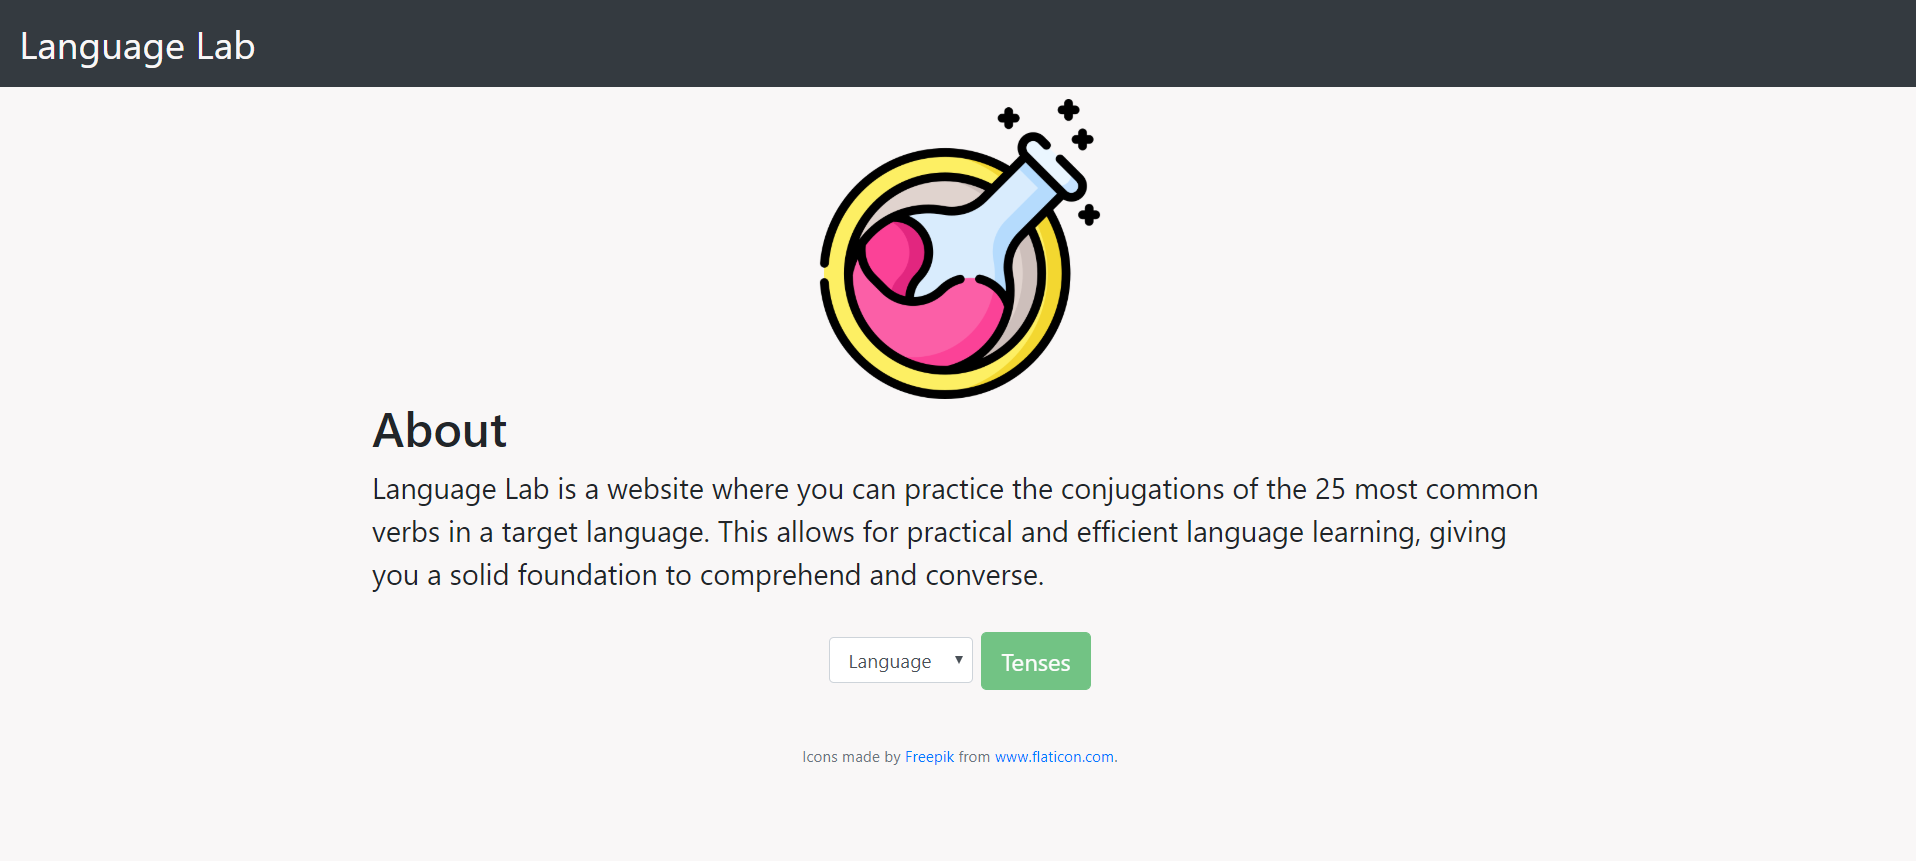 Language Lab
About
Language Lab is a website where you can practice the conjugations of the 25 most common
verbs in a target language. This allows for practical and efficient language learning, giving
you a solid foundation to comprehend and converse.
Language Tenses
Icons made by Freepik from www.flaticon.com.